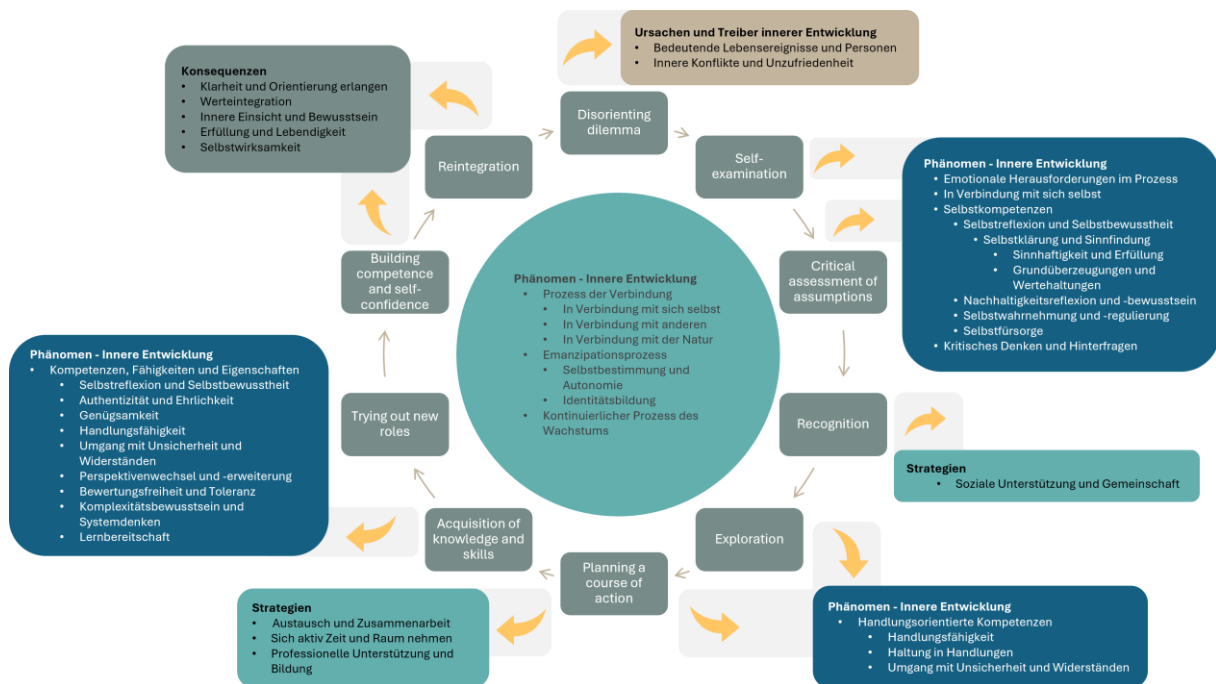 Ursachen und Treiber innerer Entwicklung
• Bedeutende Lebensereignisse und Personen
• Innere Konflikte und Unzufriedenheit
Konsequenzen
• Klarheit und Orientierung erlangen
• Werteintegration
• Innere Einsicht und Bewusstsein
• Erfüllung und Lebendigkeit
• Selbstwirksamkeit
Disorienting
dilemma
Self-
examination
Reintegration
Phänomen - Innere Entwicklung
• Emotionale Herausforderungen im Prozess
• In Verbindung mit sich selbst
• Selbstkompetenzen
• Selbstreflexion und Selbstbewusstheit
• Selbstklärung und Sinnfindung
• Sinnhaftigkeit und Erfüllung
• Grundüberzeugungen und
Wertehaltungen
• Nachhaltigkeitsreflexion und -bewusstsein
• Selbstwahrnehmung und -regulierung
• Selbstfürsorge
• Kritisches Denken und Hinterfragen
Building
competence
and self-
confidence
Critical
assessment of
assumptions
Phänomen - Innere Entwicklung
• Prozess der Verbindung
• In Verbindung mit sich selbst
• In Verbindung mit anderen
• In Verbindung mit der Natur
• Emanzipationsprozess
• Selbstbestimmung und
Autonomie
• Identitätsbildung
• Kontinuierlicher Prozess des
Wachstums
Phänomen - Innere Entwicklung
• Kompetenzen, Fähigkeiten und Eigenschaften
• Selbstreflexion und Selbstbewusstheit
• Authentizität und Ehrlichkeit
• Genügsamkeit
• Handlungsfähigkeit
• Umgang mit Unsicherheit und
Widerständen
• Perspektivenwechsel und -erweiterung
• Bewertungsfreiheit und Toleranz
• Komplexitätsbewusstsein und
Systemdenken
• Lernbereitschaft
Trying out new
roles
Recognition
Strategien
• Soziale Unterstützung und Gemeinschaft
Acquisition of
knowledge and
skills
Exploration
Planning a
course of
action
Strategien
• Austausch und Zusammenarbeit
• Sich aktiv Zeit und Raum nehmen
• Professionelle Unterstützung und
Bildung
Phänomen - Innere Entwicklung
• Handlungsorientierte Kompetenzen
• Handlungsfähigkeit
• Haltung in Handlungen
• Umgang mit Unsicherheit und Widerständen